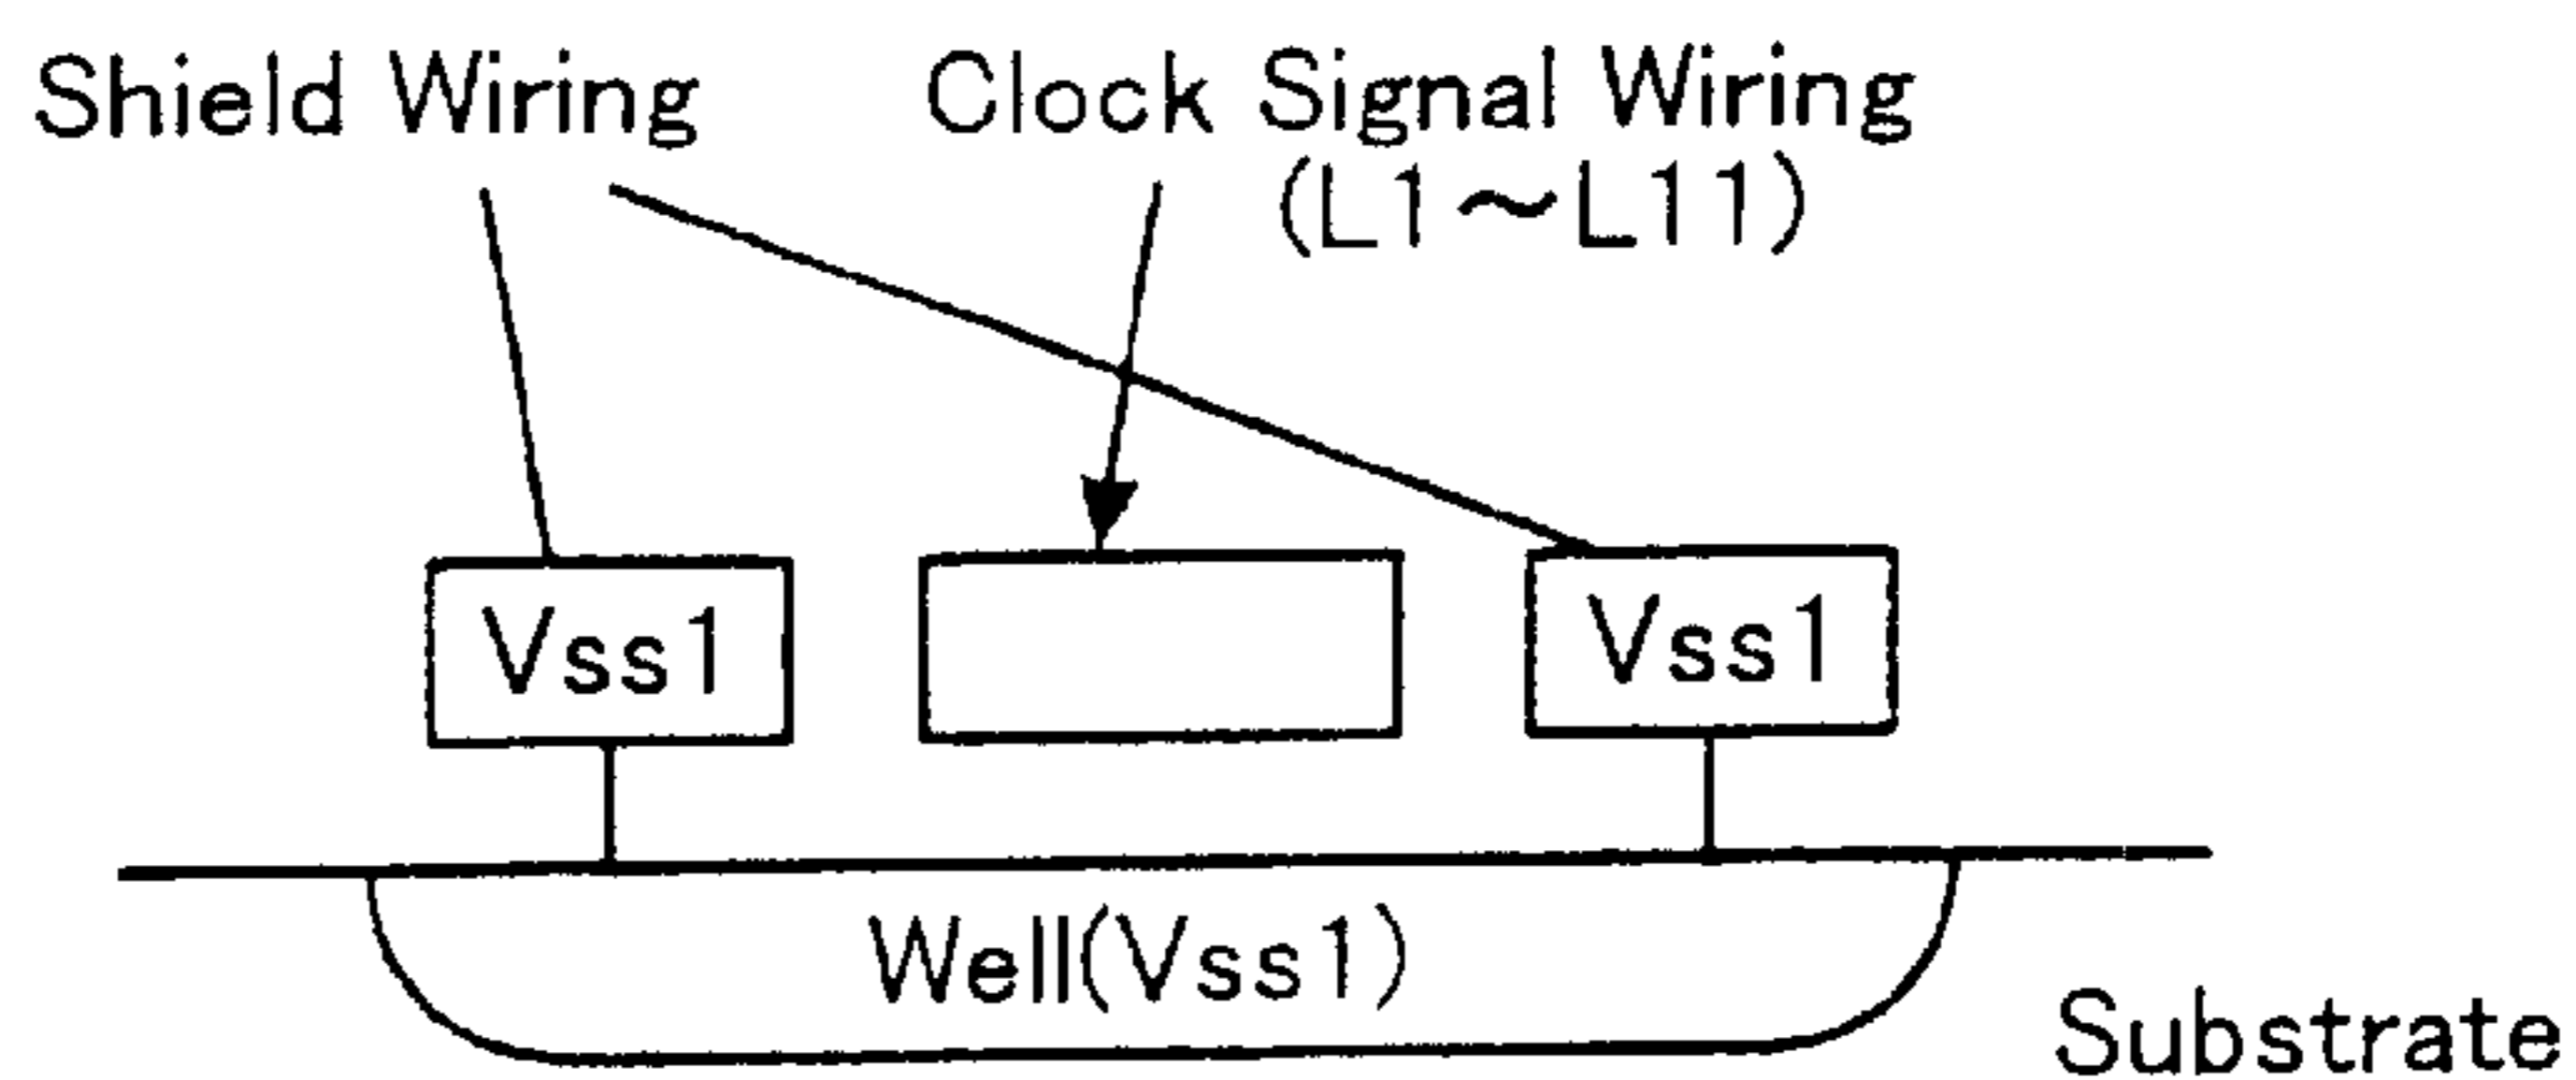 Shield Wiring
Clock Signal Wiring
(L1～L11)
Vss1
Vss1
Well(Vss1)
Substrate